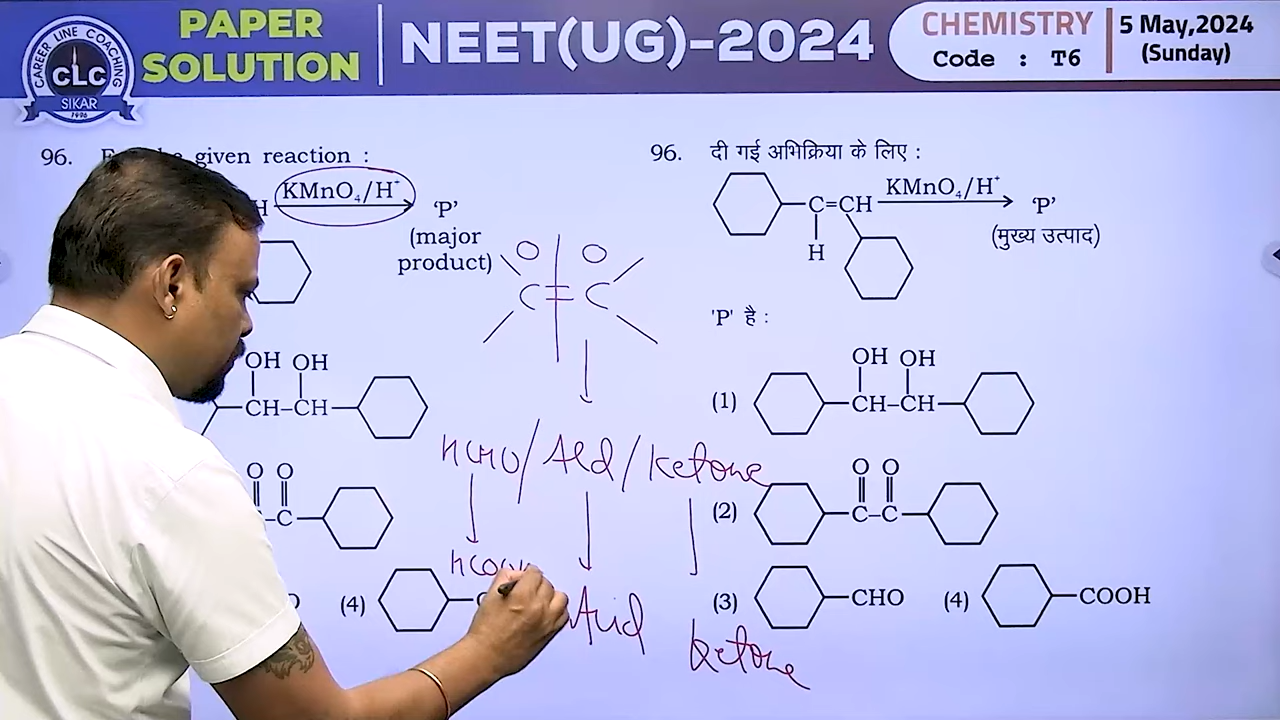 CAREER LINE COACHING
CLC
SIKAR
1996
PAPER
SOLUTION
NEET(UG)-2024
CHEMISTRY
Code : T6
5 May,2024
(Sunday)
96.
given reaction :
H
KMnO₄/H⁺
'P'
(major
product)
OH OH
CH–CH
O O
C
(4)
O O
C = C
HCHO/Ald/Ketone
Acid
Ketone
96. दी गई अभिक्रिया के लिए :
C=CH
KMnO₄/H⁺
'P'
(मुख्य उत्पाद)
H
'P' है :
(1)
OH OH
CH–CH
(2)
O O
C–C
(3)
CHO
(4)
COOH